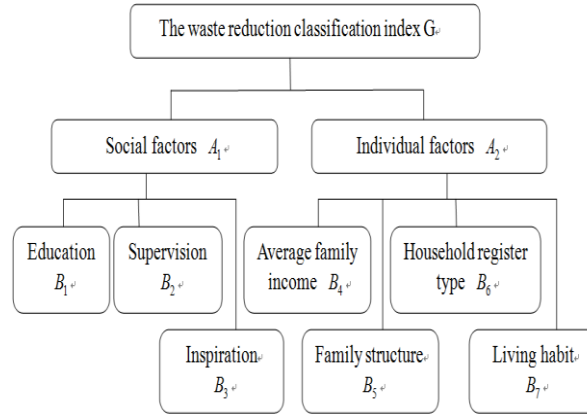 The waste reduction classification index G
Social factors A₁
Individual factors A₂
Education
B₁
Supervision
B₂
Average family
income B₄
Household register
type B₆
Inspiration
B₃
Family structure
B₅
Living habit
B₇